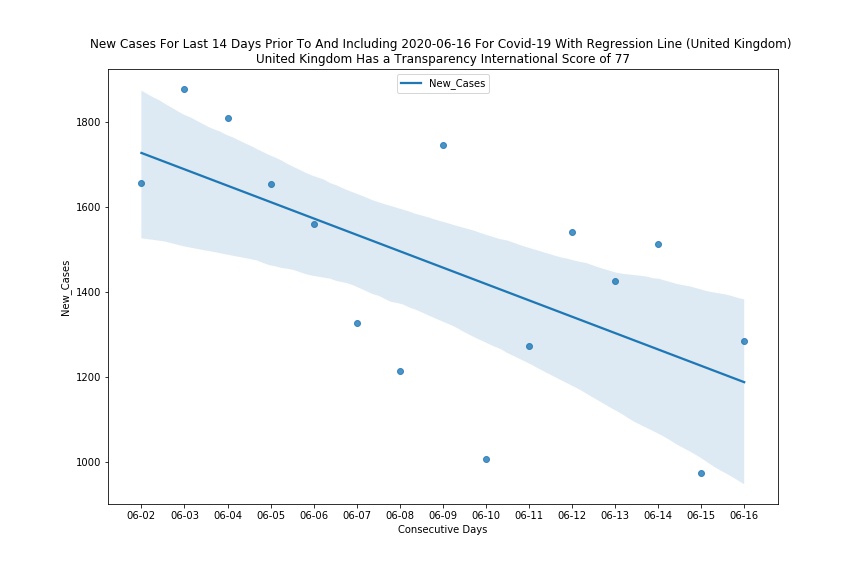 New Cases For Last 14 Days Prior To And Including 2020-06-16 For Covid-19 With Regression Line (United Kingdom)
United Kingdom Has a Transparency International Score of 77
New_Cases
1800
1600
1400
1200
1000
New_Cases
06-02 06-03 06-04 06-05 06-06 06-07 06-08 06-09 06-10 06-11 06-12 06-13 06-14 06-15 06-16
Consecutive Days